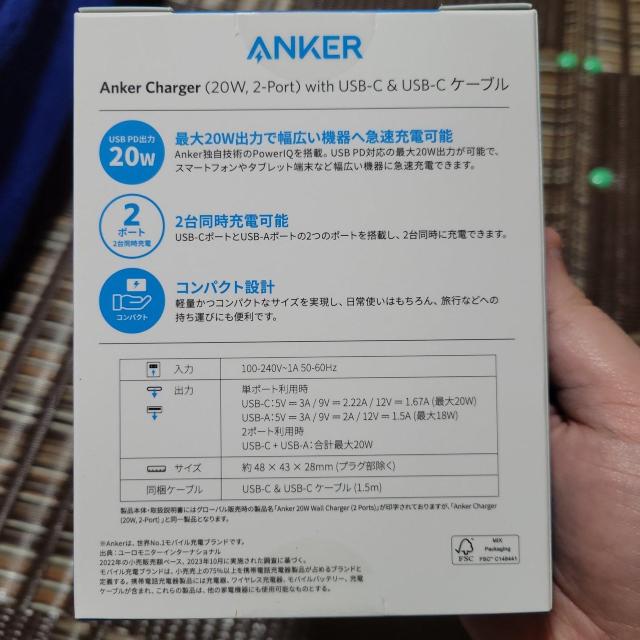 ANKER
Anker Charger (20W, 2-Port) with USB-C & USB-C ケーブル
USB PD出力
20W
最大20W出力で幅広い機器へ急速充電可能
Anker独自技術のPowerIQを搭載。USB PD対応の最大20W出力が可能で、
スマートフォンやタブレット端末など幅広い機器に急速充電できます。
2
ポート
2台同時充電
2台同時充電可能
USB-CポートとUSB-Aポートの2つのポートを搭載し、2台同時に充電できます。
コンパクト
コンパクト設計
軽量かつコンパクトなサイズを実現し、日常使いはもちろん、旅行などへの
持ち運びにも便利です。
入力 100-240V~1A 50-60Hz
出力 単ポート利用時
USB-C:5V ⎓ 3A / 9V ⎓ 2.22A / 12V ⎓ 1.67A (最大20W)
USB-A:5V ⎓ 3A / 9V ⎓ 2A / 12V ⎓ 1.5A (最大18W)
2ポート利用時
USB-C + USB-A:合計最大20W
サイズ 約 48 × 43 × 28mm (プラグ部除く)
同梱ケーブル USB-C & USB-C ケーブル (1.5m)
製品本体・取扱説明書にはグローバル販売時の製品名「Anker 20W Wall Charger (2 Ports)」が印字されておりますが、「Anker Charger
(20W, 2-Port)」と同一製品となります。
※Ankerは、世界No.1モバイル充電ブランドです。
出典:ユーロモニターインターナショナル
2022年の小売販売額ベース、2023年10月に実施された調査に基づく。
モバイル充電ブランドは、小売売上の75%以上を携帯充電器製品が占めるブランドと
定義する。携帯充電器製品には充電器、ワイヤレス充電器、モバイルバッテリー、充電
ケーブルが含まれ、これらの製品は、他の家電機器にも使用可能なものとする。
FSC
MIX
Packaging
FSC™ C148441